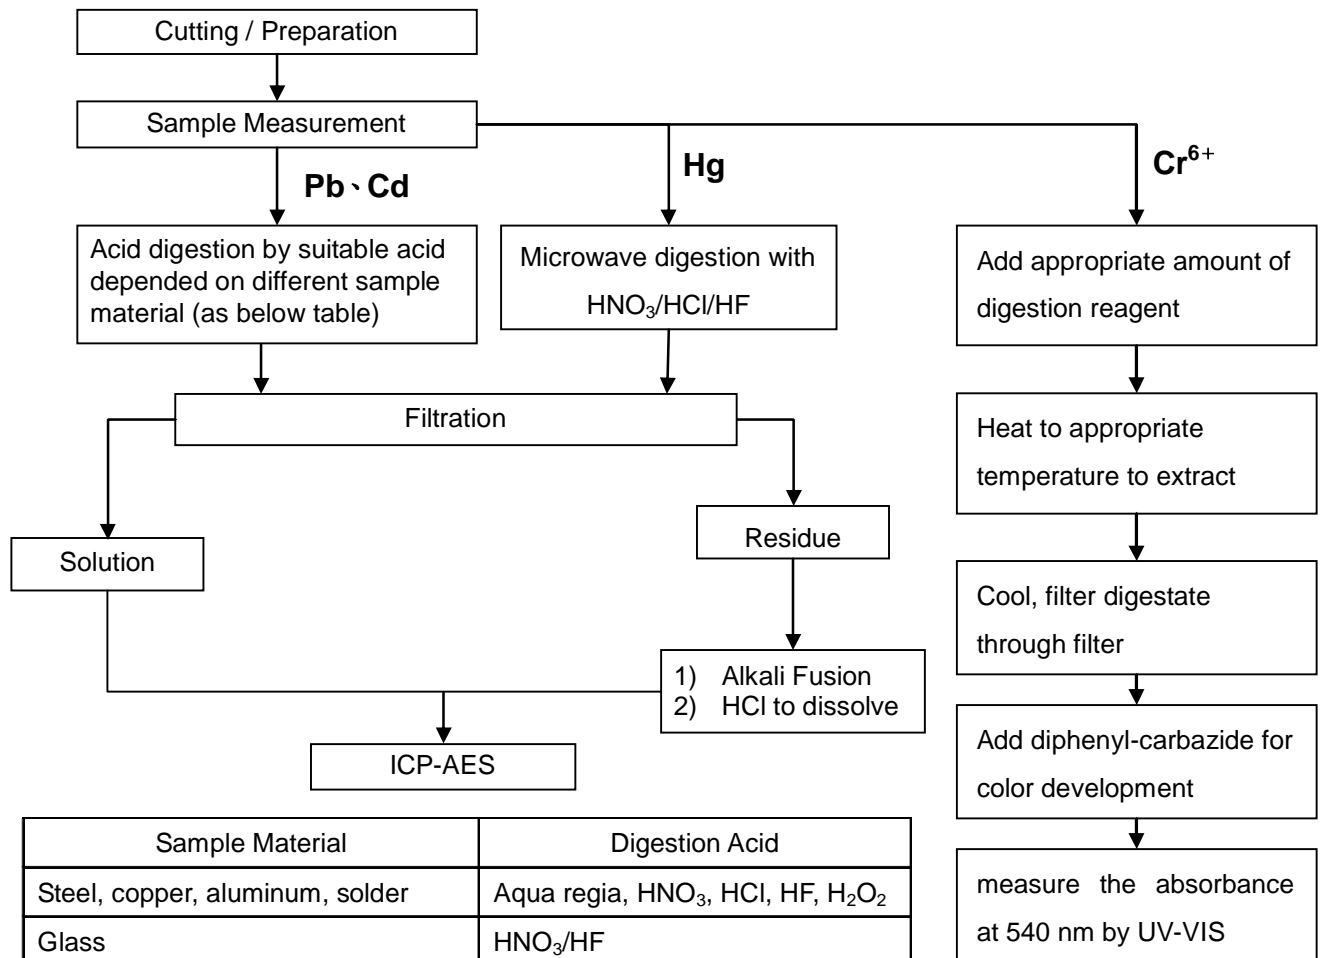 Cutting / Preparation
Sample Measurement
Pb、Cd
Hg
Cr⁶⁺
Acid digestion by suitable acid
depended on different sample
material (as below table)
Microwave digestion with
HNO₃/HCl/HF
Add appropriate amount of
digestion reagent
Filtration
Heat to appropriate
temperature to extract
Solution
Residue
Cool, filter digestate
through filter
1) Alkali Fusion
2) HCl to dissolve
ICP-AES
Add diphenyl-carbazide for
color development
measure the absorbance
at 540 nm by UV-VIS
Sample Material Digestion Acid
Steel, copper, aluminum, solder Aqua regia, HNO₃, HCl, HF, H₂O₂
Glass HNO₃/HF